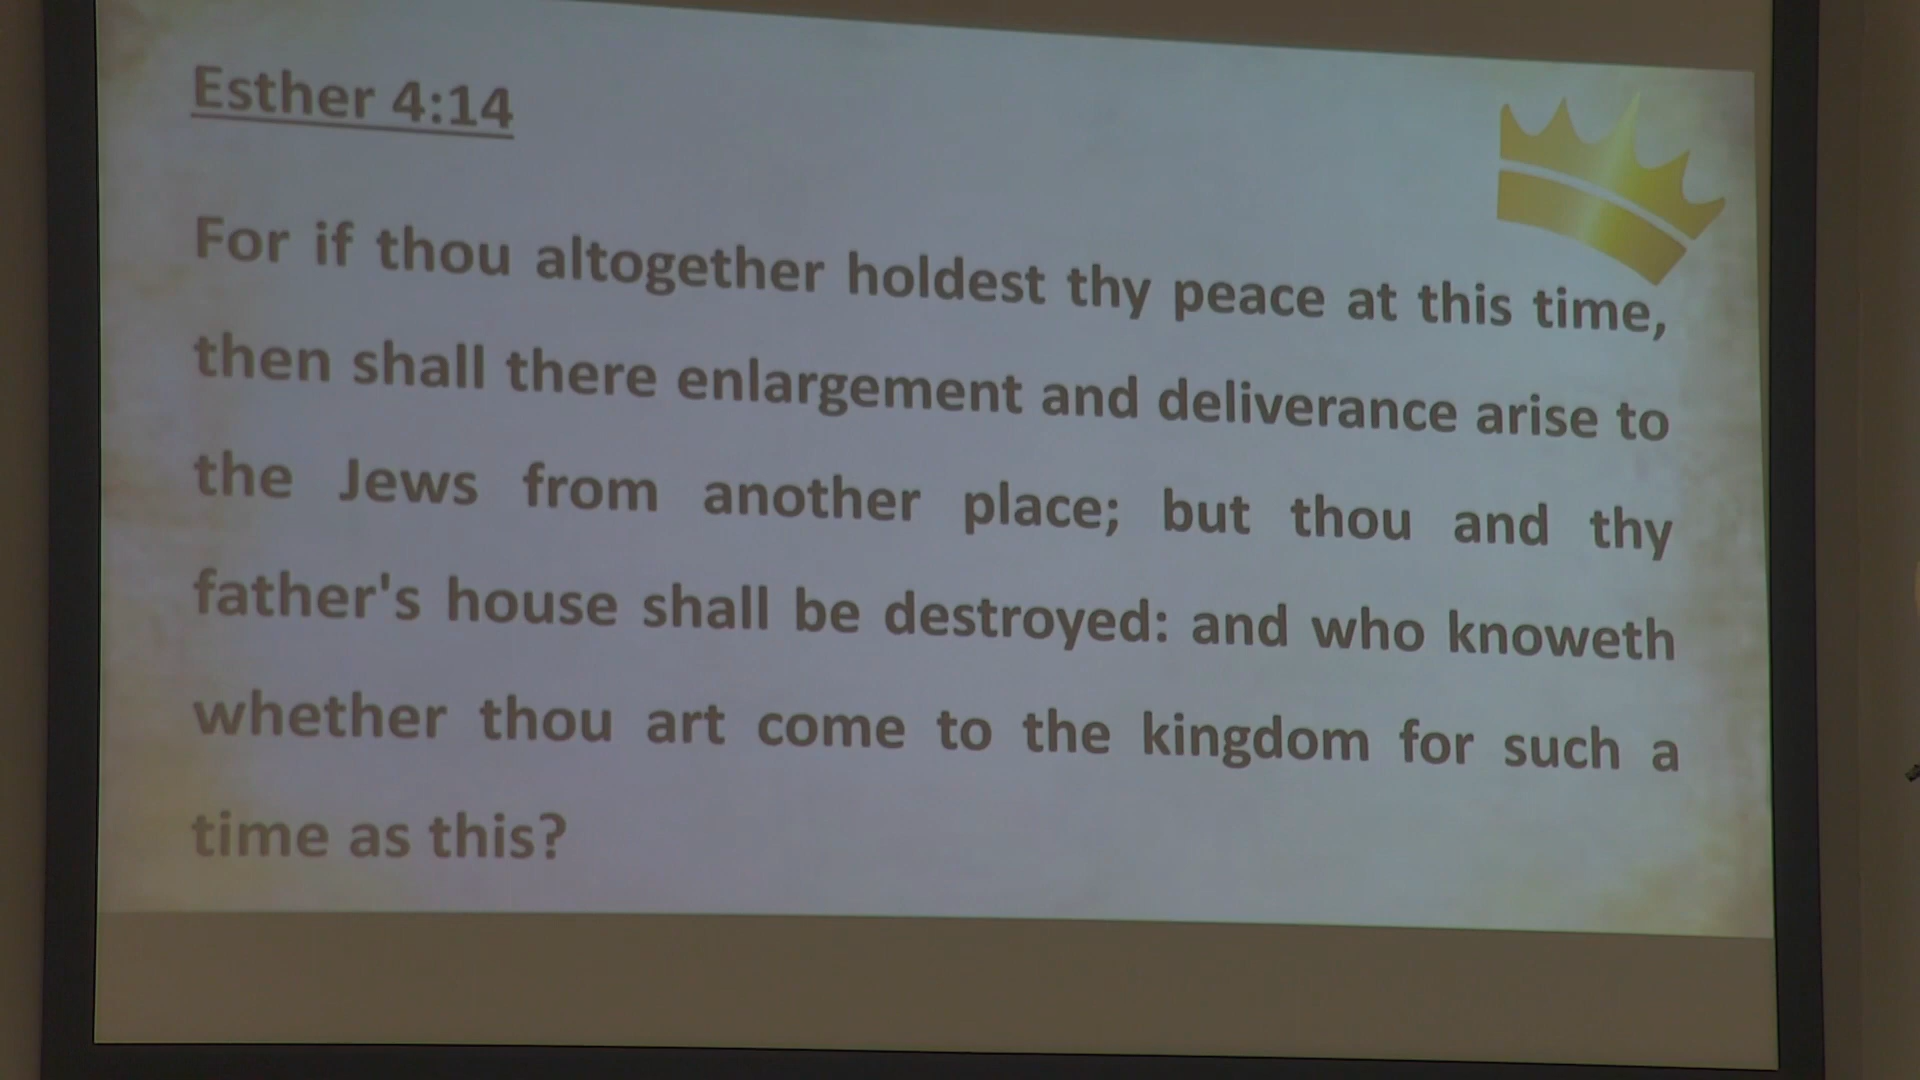 Esther 4:14
For if thou altogether holdest thy peace at this time,
then shall there enlargement and deliverance arise to
the Jews from another place; but thou and thy
father's house shall be destroyed: and who knoweth
whether thou art come to the kingdom for such a
time as this?